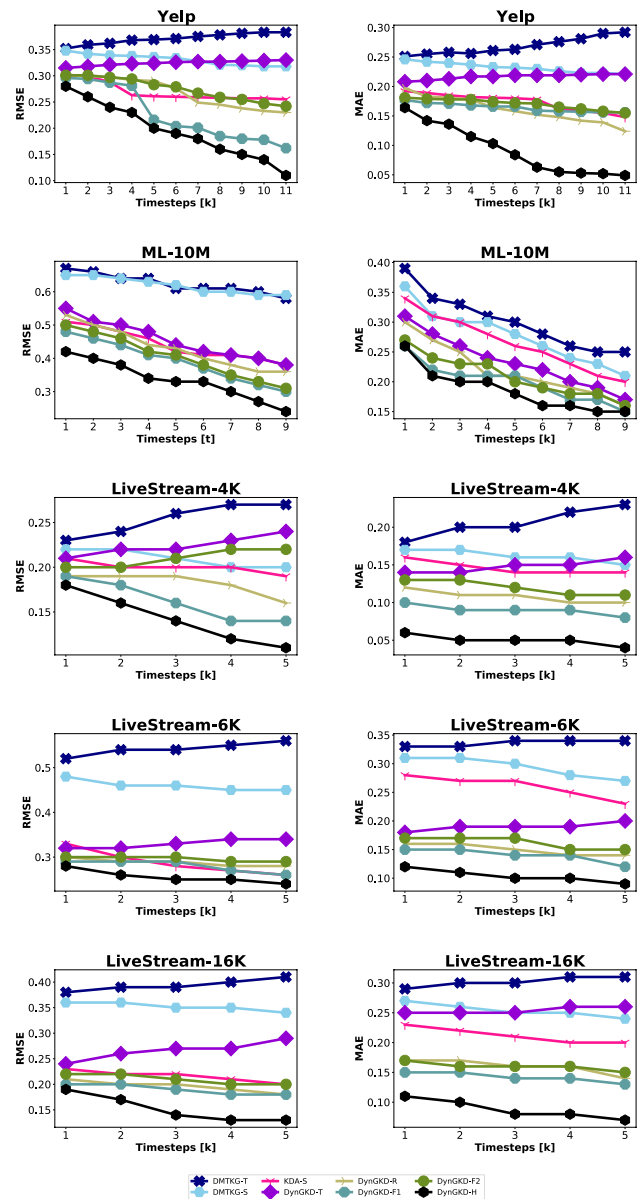 Yelp
RMSE
0.35
0.30
0.25
0.20
0.15
0.10
1 2 3 4 5 6 7 8 9 10 11
Timesteps [k]
Yelp
MAE
0.30
0.25
0.20
0.15
0.10
0.05
1 2 3 4 5 6 7 8 9 10 11
Timesteps [k]
ML-10M
RMSE
0.6
0.5
0.4
0.3
1 2 3 4 5 6 7 8 9
Timesteps [t]
ML-10M
MAE
0.40
0.35
0.30
0.25
0.20
0.15
1 2 3 4 5 6 7 8 9
Timesteps [k]
LiveStream-4K
RMSE
0.25
0.20
0.15
1 2 3 4 5
Timesteps [k]
LiveStream-4K
MAE
0.20
0.15
0.10
0.05
1 2 3 4 5
Timesteps [k]
LiveStream-6K
RMSE
0.5
0.4
0.3
1 2 3 4 5
Timesteps [k]
LiveStream-6K
MAE
0.35
0.30
0.25
0.20
0.15
0.10
1 2 3 4 5
Timesteps [k]
LiveStream-16K
RMSE
0.40
0.35
0.30
0.25
0.20
0.15
1 2 3 4 5
Timesteps [k]
LiveStream-16K
MAE
0.30
0.25
0.20
0.15
0.10
1 2 3 4 5
Timesteps [k]
DMTKG-T KDA-S DynGKD-R DynGKD-F2
DMTKG-S DynGKD-T DynGKD-F1 DynGKD-H